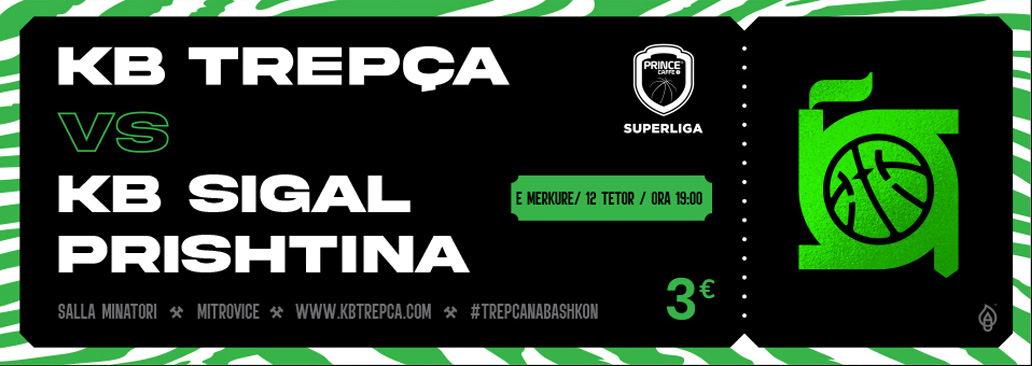 KB TREPÇA
VS
KB SIGAL
PRISHTINA
PRINCE
CAFFE
SUPERLIGA
E MERKURE/ 12 TETOR / ORA 19:00
3€
SALLA MINATORI MITROVICE WWW.KBTREPCA.COM #TREPCANABASHKON